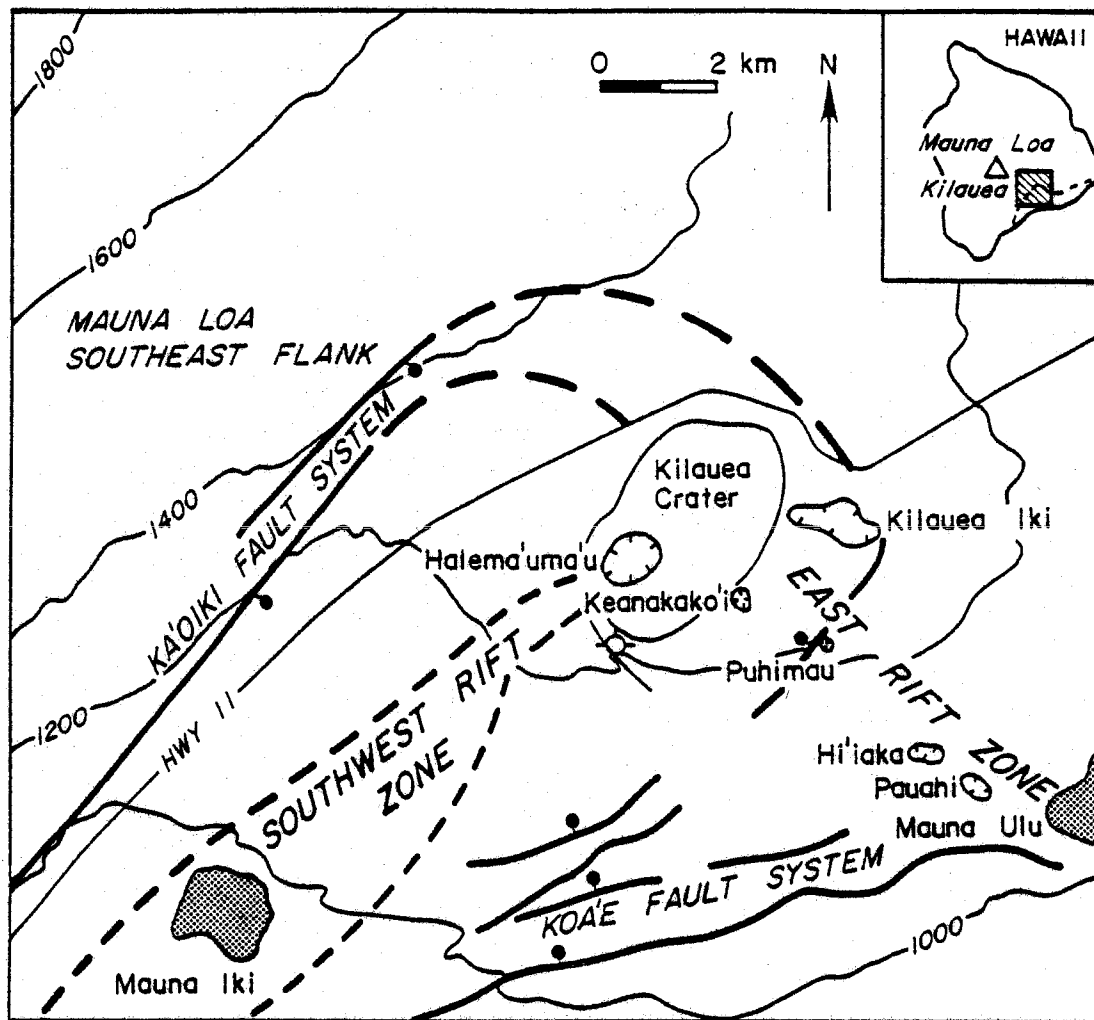 1800
0 2 km
N
HAWAII
Mauna Loa
Kilauea
1600
MAUNA LOA
SOUTHEAST FLANK
1400
KA'OIKI FAULT SYSTEM
Kilauea
Crater
Kilauea Iki
Halema'uma'u
Keanakako'i
EAST RIFT ZONE
Puhimau
1200
HWY 11
SOUTHWEST RIFT
ZONE
Hi'iaka
Pauahi
Mauna Ulu
KOA'E FAULT SYSTEM
1000
Mauna Iki